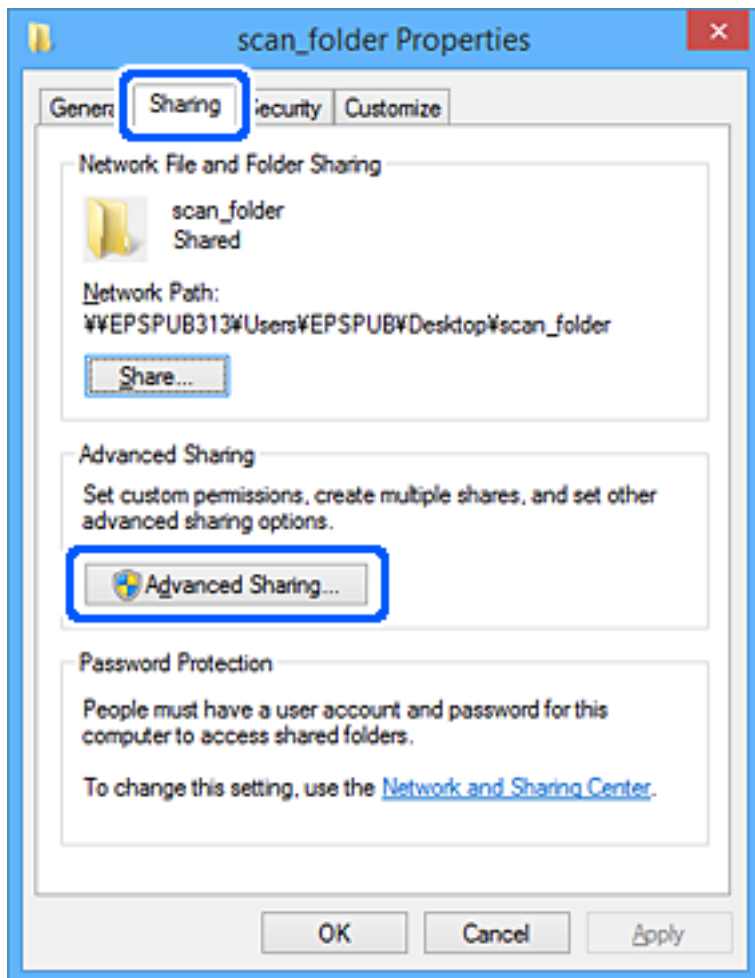 scan_folder Properties
General Sharing Security Customize
Network File and Folder Sharing
scan_folder
Shared
Network Path:
¥¥EPSPUB313¥Users¥EPSPUB¥Desktop¥scan_folder
Share...
Advanced Sharing
Set custom permissions, create multiple shares, and set other
advanced sharing options.
Advanced Sharing...
Password Protection
People must have a user account and password for this
computer to access shared folders.
To change this setting, use the Network and Sharing Center.
OK Cancel Apply